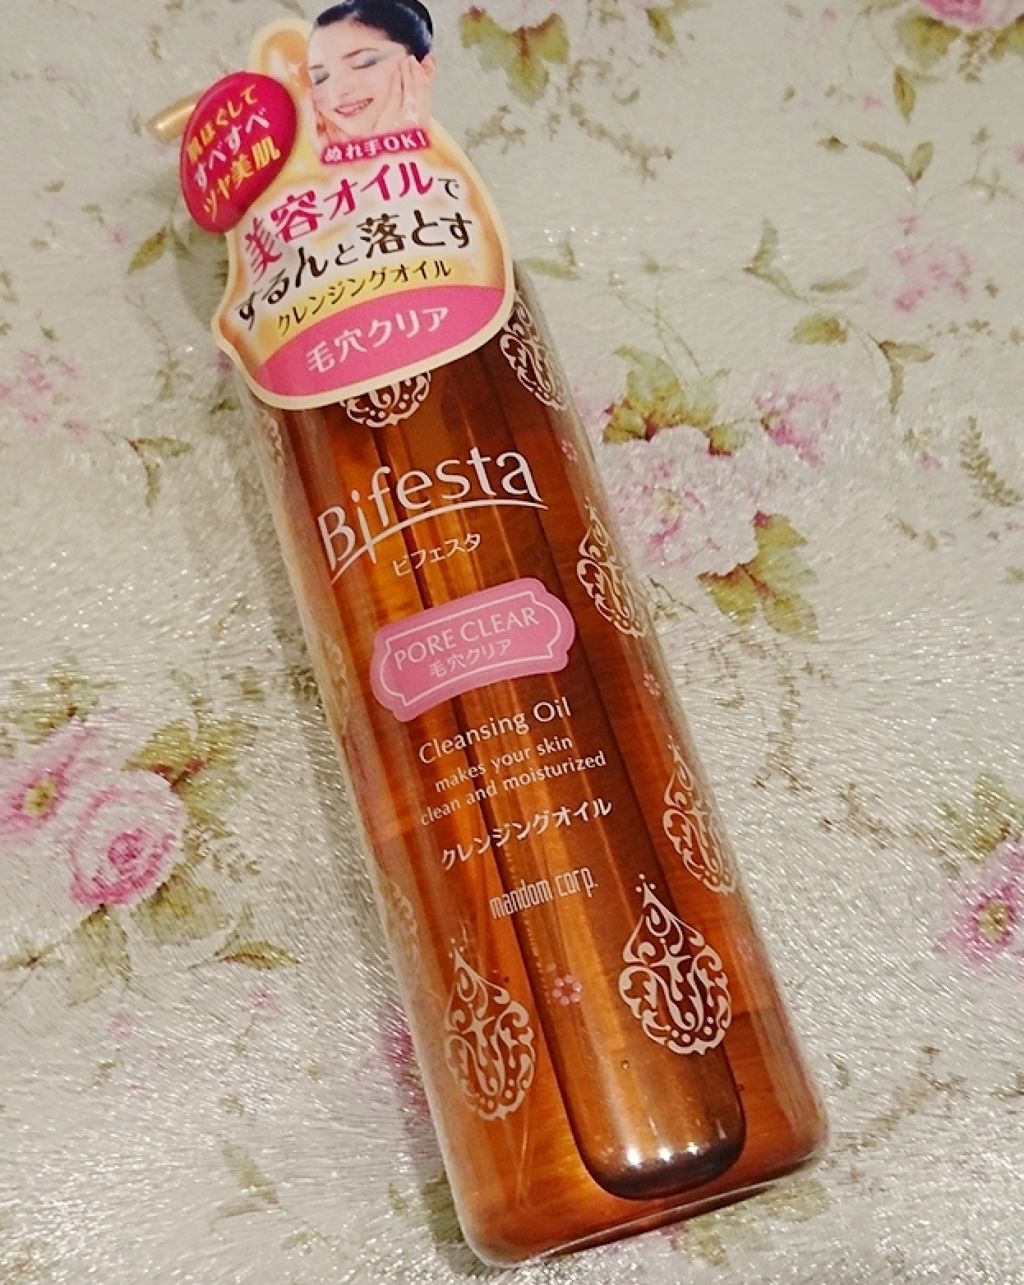 肌ほぐして
すべすべ
ツヤ美肌
ぬれ手OK!
美容オイルで
するんと落とす
クレンジングオイル
毛穴クリア
Bifesta
ビフェスタ
PORE CLEAR
毛穴クリア
Cleansing Oil
makes your skin
clean and moisturized
クレンジングオイル
mandom corp.